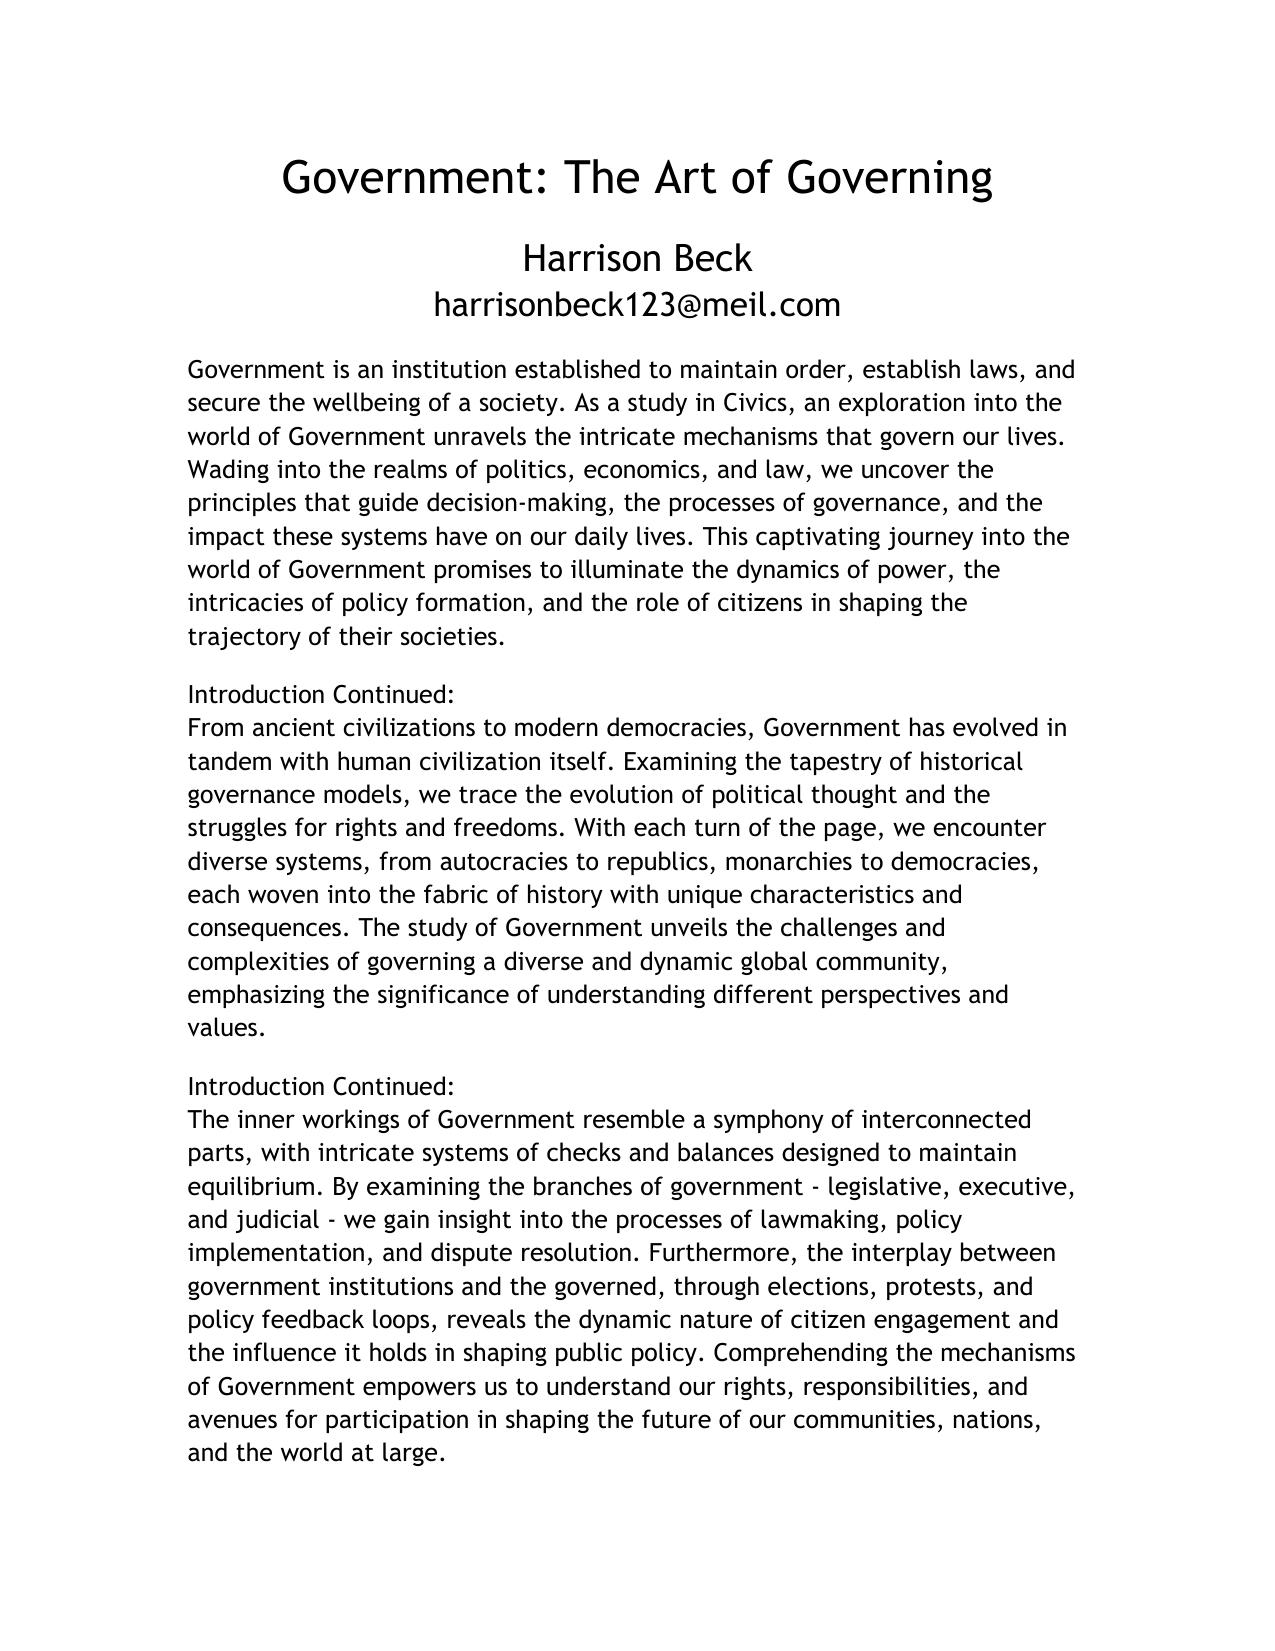 Government: The Art of Governing
Harrison Beck
harrisonbeck123@meil.com
Government is an institution established to maintain order, establish laws, and
secure the wellbeing of a society. As a study in Civics, an exploration into the
world of Government unravels the intricate mechanisms that govern our lives.
Wading into the realms of politics, economics, and law, we uncover the
principles that guide decision-making, the processes of governance, and the
impact these systems have on our daily lives. This captivating journey into the
world of Government promises to illuminate the dynamics of power, the
intricacies of policy formation, and the role of citizens in shaping the
trajectory of their societies.
Introduction Continued:
From ancient civilizations to modern democracies, Government has evolved in
tandem with human civilization itself. Examining the tapestry of historical
governance models, we trace the evolution of political thought and the
struggles for rights and freedoms. With each turn of the page, we encounter
diverse systems, from autocracies to republics, monarchies to democracies,
each woven into the fabric of history with unique characteristics and
consequences. The study of Government unveils the challenges and
complexities of governing a diverse and dynamic global community,
emphasizing the significance of understanding different perspectives and
values.
Introduction Continued:
The inner workings of Government resemble a symphony of interconnected
parts, with intricate systems of checks and balances designed to maintain
equilibrium. By examining the branches of government - legislative, executive,
and judicial - we gain insight into the processes of lawmaking, policy
implementation, and dispute resolution. Furthermore, the interplay between
government institutions and the governed, through elections, protests, and
policy feedback loops, reveals the dynamic nature of citizen engagement and
the influence it holds in shaping public policy. Comprehending the mechanisms
of Government empowers us to understand our rights, responsibilities, and
avenues for participation in shaping the future of our communities, nations,
and the world at large.